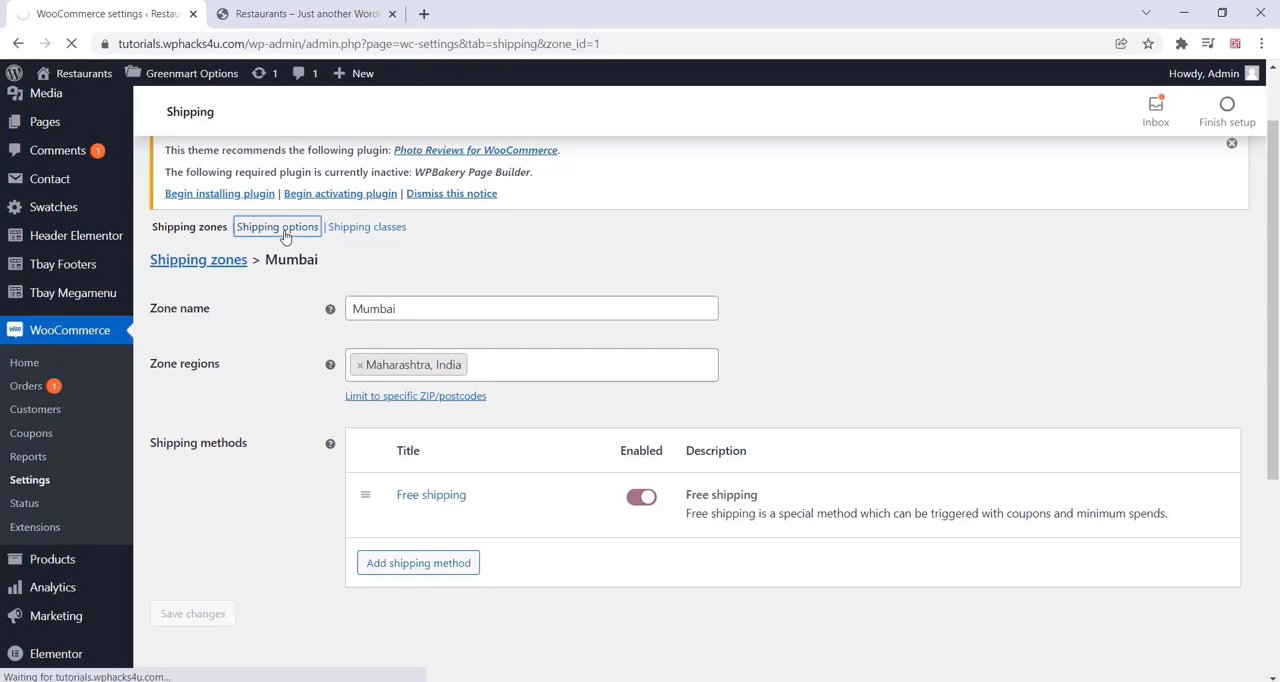 WooCommerce settings ‹ Restau
Restaurants – Just another Word
tutorials.wphacks4u.com/wp-admin/admin.php?page=wc-settings&tab=shipping&zone_id=1
Restaurants
Greenmart Options
1
1
New
Howdy, Admin
Media
Pages
Comments 1
Contact
Swatches
Header Elementor
Tbay Footers
Tbay Megamenu
WooCommerce
Home
Orders 1
Customers
Coupons
Reports
Settings
Status
Extensions
Products
Analytics
Marketing
Elementor
Shipping
Inbox
Finish setup
This theme recommends the following plugin: Photo Reviews for WooCommerce.
The following required plugin is currently inactive: WPBakery Page Builder.
Begin installing plugin | Begin activating plugin | Dismiss this notice
Shipping zones | Shipping options | Shipping classes
Shipping zones > Mumbai
Zone name
Mumbai
Zone regions
× Maharashtra, India
Limit to specific ZIP/postcodes
Shipping methods
Title Enabled Description
Free shipping
Free shipping
Free shipping is a special method which can be triggered with coupons and minimum spends.
Add shipping method
Save changes
Waiting for tutorials.wphacks4u.com...